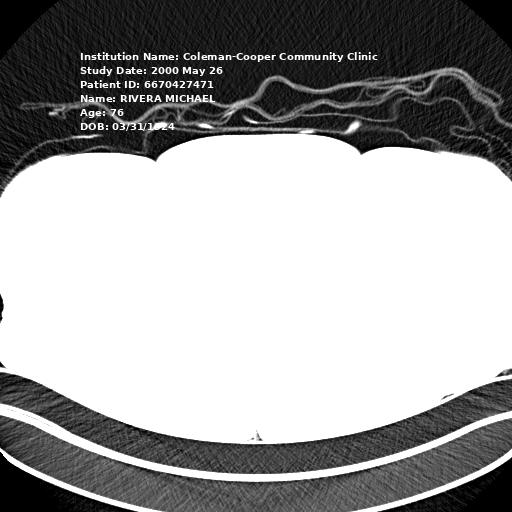 Institution Name: Coleman-Cooper Community Clinic
Study Date: 2000 May 26
Patient ID: 6670427471
Name: RIVERA MICHAEL
Age: 76
DOB: 03/31/1924